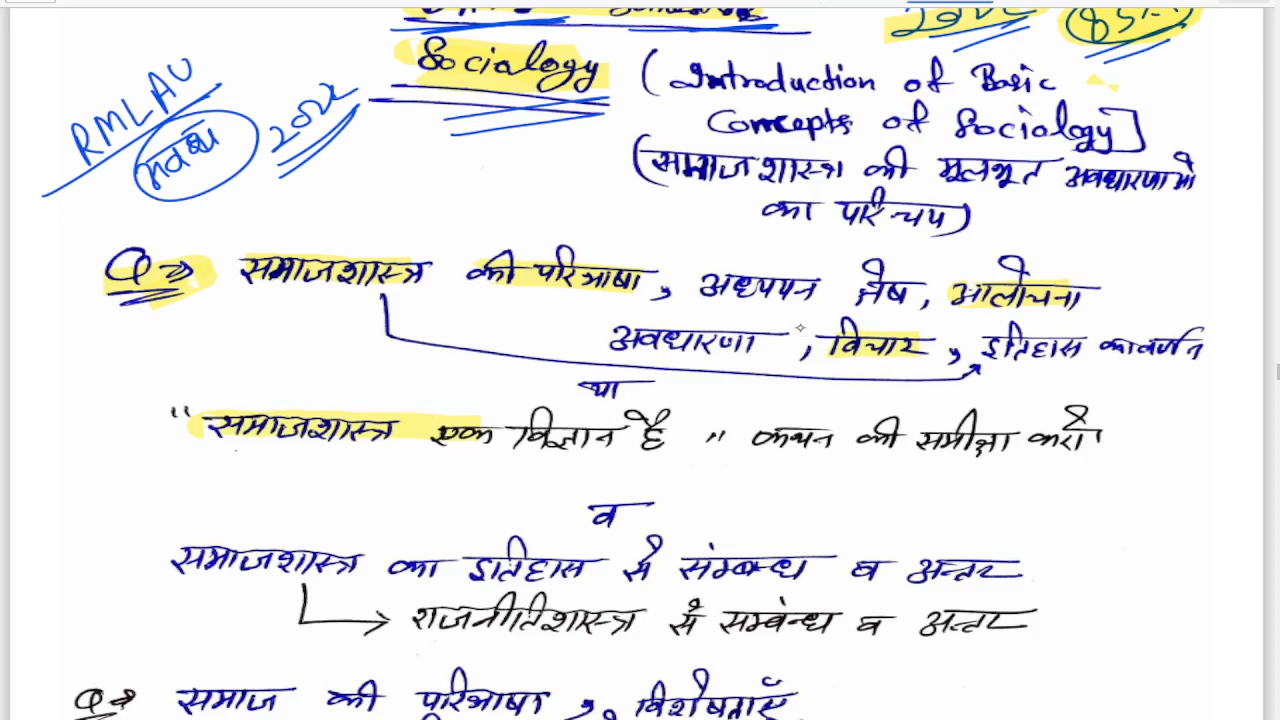 2022
Sociology
(Introduction of Basic
Concepts of Sociology]
RMLAU
अवध
2022
(समाजशास्त्र की मूलभूत अवधारणाओ
का परिचय)
Q ⇒ समाजशास्त्र की परिभाषा, अध्ययन क्षेत्र, आलोचना
अवधारणा, विचार, इतिहास का वर्णन
या
"समाजशास्त्र एक विज्ञान है" कथन की समीक्षा करो।
व
समाजशास्त्र का इतिहास से संम्बन्ध व अन्तर
→ राजनीतिशास्त्र से सम्बंन्ध व अन्तर
Q ⇒ समाज की परिभाषा, विशेषताएँ